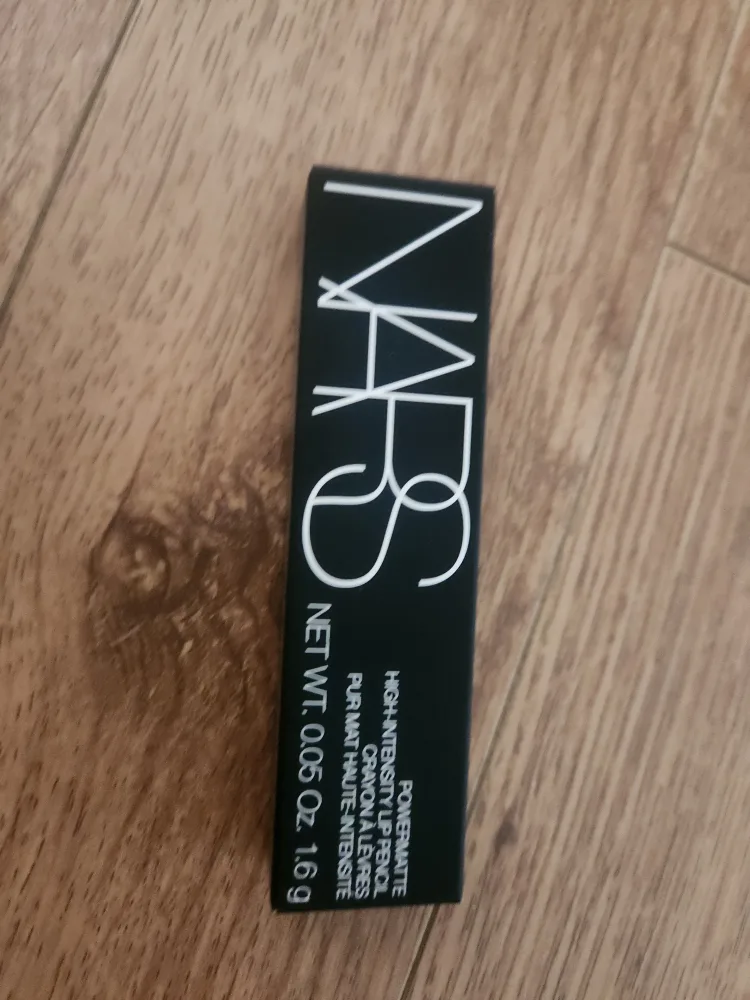 NARS
POWERMATTE
HIGH-INTENSITY LIP PENCIL
CRAYON À LÈVRES
PUR MAT HAUTE-INTENSITÉ
NET WT. 0.05 Oz. 1.6 g